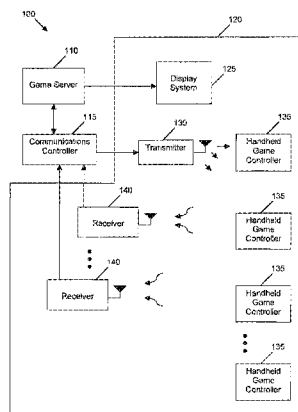 100
120
110
Game Server
Display
System
125
115
Communications
Controller
130
Transmitter
135
Handheld
Game
Controller
140
Receiver
135
Handheld
Game
Controller
140
Receiver
135
Handheld
Game
Controller
135
Handheld
Game
Controller